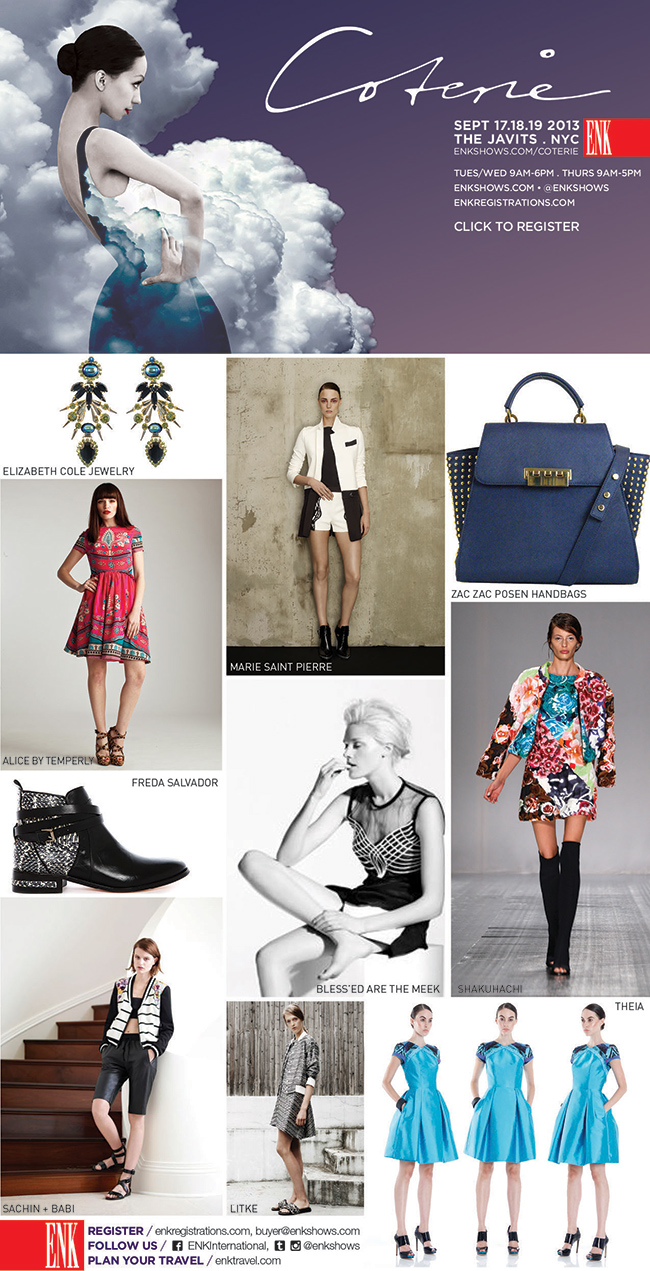 Coterie
SEPT 17.18.19 2013
THE JAVITS . NYC
ENKSHOWS.COM/COTERIE
ENK
TUES/WED 9AM-6PM . THURS 9AM-5PM
ENKSHOWS.COM • @ENKSHOWS
ENKREGISTRATIONS.COM
CLICK TO REGISTER
ELIZABETH COLE JEWELRY
MARIE SAINT PIERRE
ZAC ZAC POSEN HANDBAGS
ALICE BY TEMPERLY
FREDA SALVADOR
BLESS'ED ARE THE MEEK
SHAKUHACHI
SACHIN + BABI
LITKE
THEIA
ENK
REGISTER / enkregistrations.com, buyer@enkshows.com
FOLLOW US / f ENKInternational, t @enkshows
PLAN YOUR TRAVEL / enktravel.com